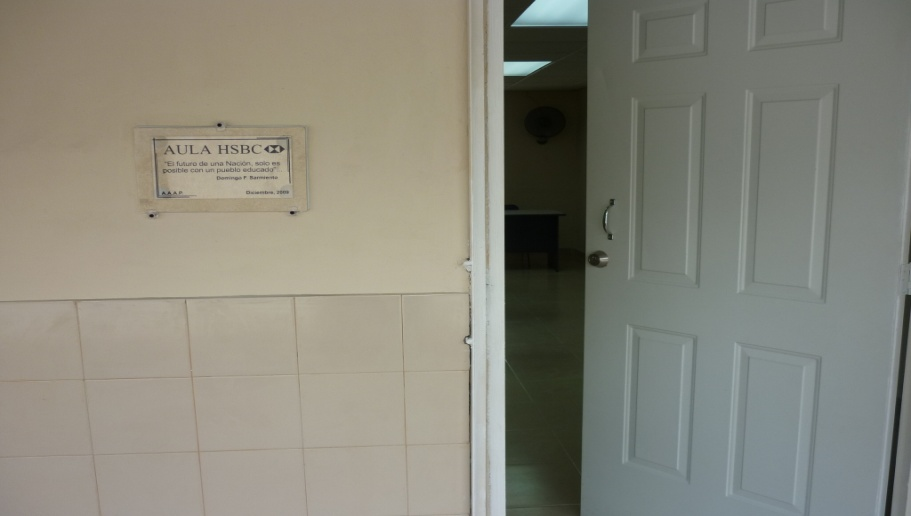 AULA HSBC
"El futuro de una Nación, solo es
posible con un pueblo educado"
Domingo F. Sarmiento
A.R.A.P. Diciembre, 2009